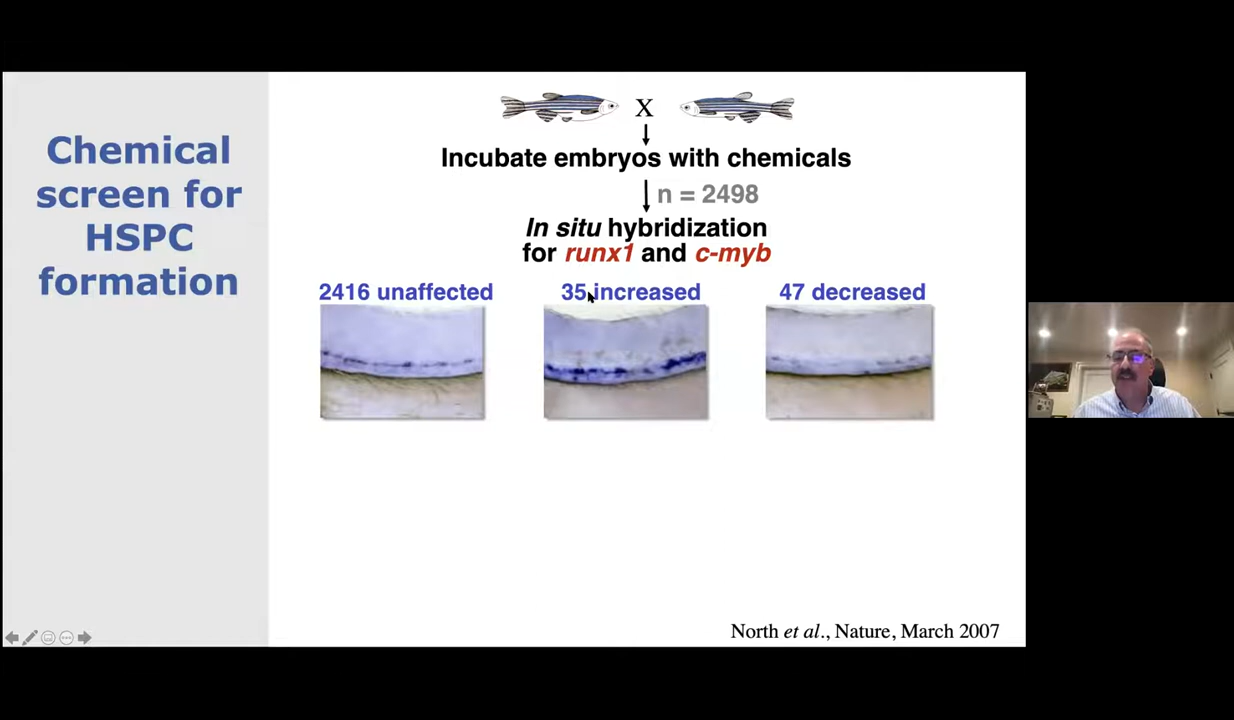 Chemical
screen for
HSPC
formation
X
Incubate embryos with chemicals
n = 2498
In situ hybridization
for runx1 and c-myb
2416 unaffected
35 increased
47 decreased
North et al., Nature, March 2007